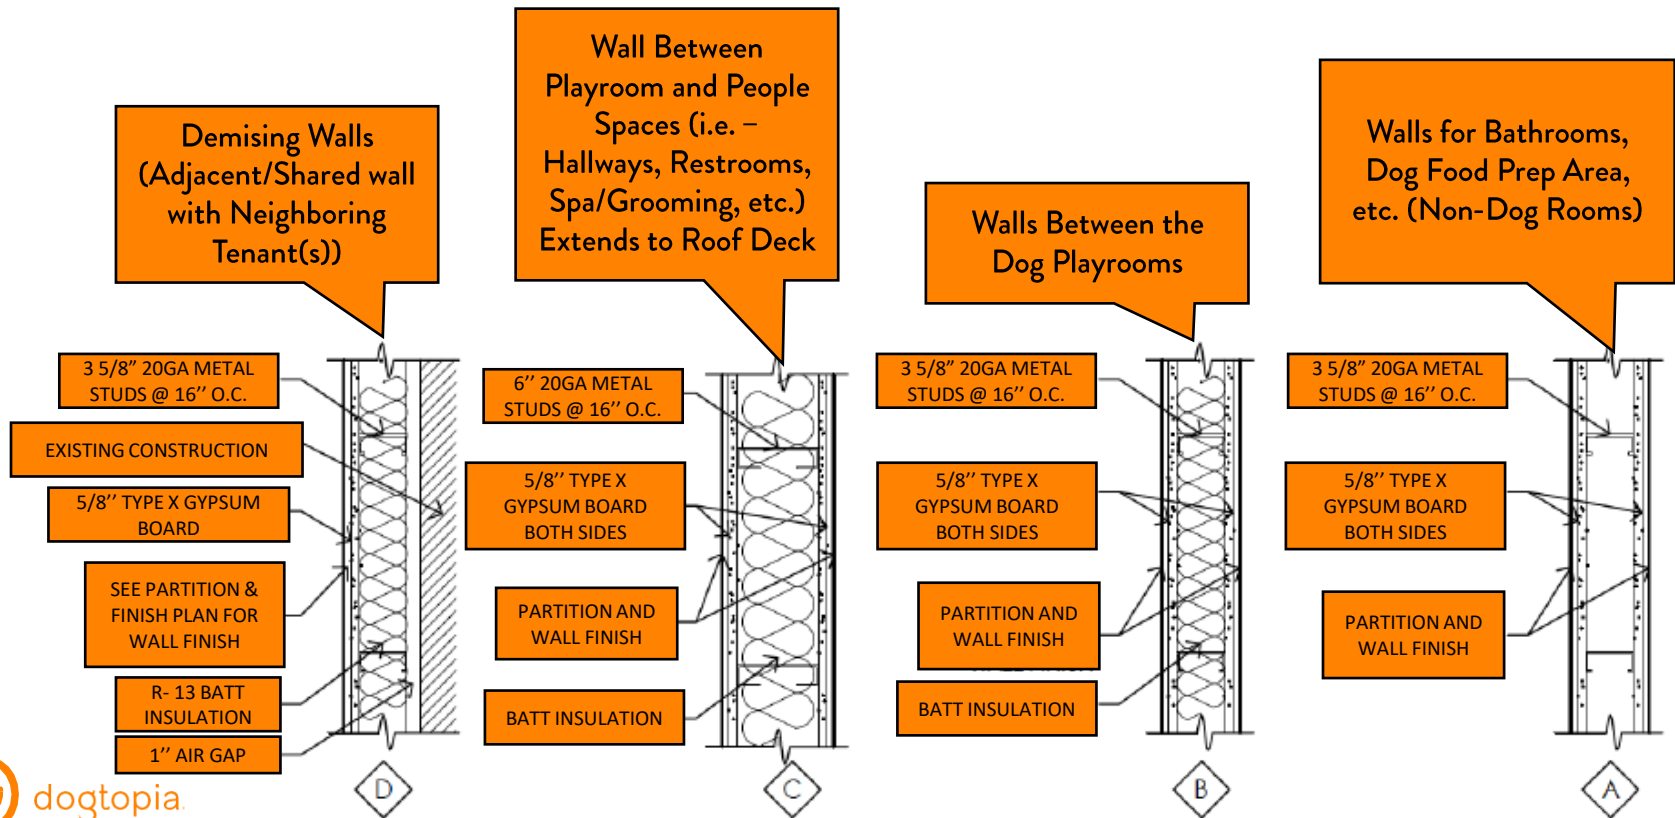 Demising Walls
(Adjacent/Shared wall
with Neighboring
Tenant(s))
3 5/8” 20GA METAL
STUDS @ 16’’ O.C.
EXISTING CONSTRUCTION
5/8’’ TYPE X GYPSUM
BOARD
SEE PARTITION &
FINISH PLAN FOR
WALL FINISH
R- 13 BATT
INSULATION
1’’ AIR GAP
D
Wall Between
Playroom and People
Spaces (i.e. –
Hallways, Restrooms,
Spa/Grooming, etc.)
Extends to Roof Deck
6’’ 20GA METAL
STUDS @ 16’’ O.C.
5/8’’ TYPE X
GYPSUM BOARD
BOTH SIDES
PARTITION AND
WALL FINISH
BATT INSULATION
C
Walls Between the
Dog Playrooms
3 5/8” 20GA METAL
STUDS @ 16’’ O.C.
5/8’’ TYPE X
GYPSUM BOARD
BOTH SIDES
PARTITION AND
WALL FINISH
BATT INSULATION
B
Walls for Bathrooms,
Dog Food Prep Area,
etc. (Non-Dog Rooms)
3 5/8” 20GA METAL
STUDS @ 16’’ O.C.
5/8’’ TYPE X
GYPSUM BOARD
BOTH SIDES
PARTITION AND
WALL FINISH
A
dogtopia